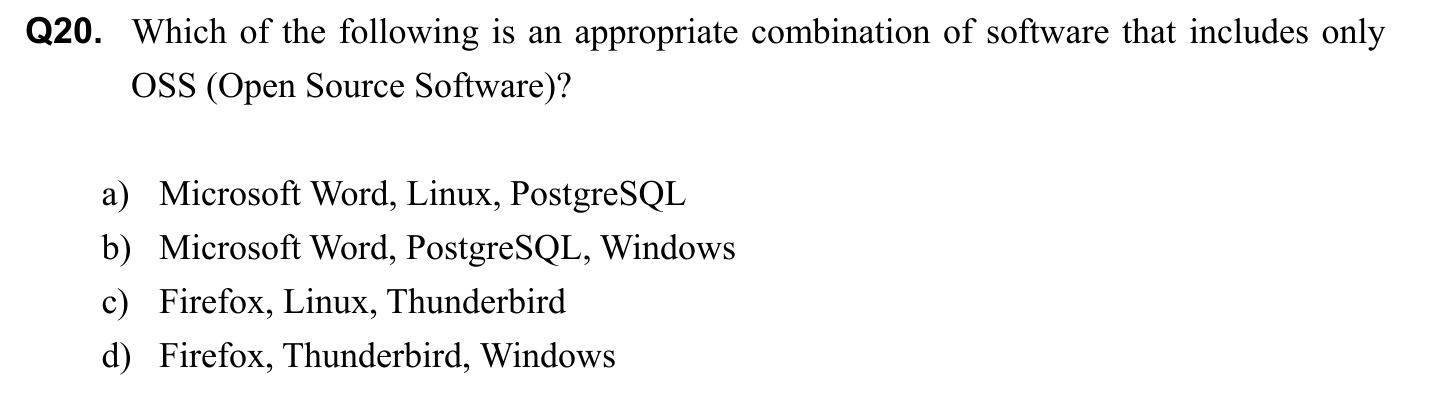 Q20. Which of the following is an appropriate combination of software that includes only
OSS (Open Source Software)?
a) Microsoft Word, Linux, PostgreSQL
b) Microsoft Word, PostgreSQL, Windows
c) Firefox, Linux, Thunderbird
d) Firefox, Thunderbird, Windows